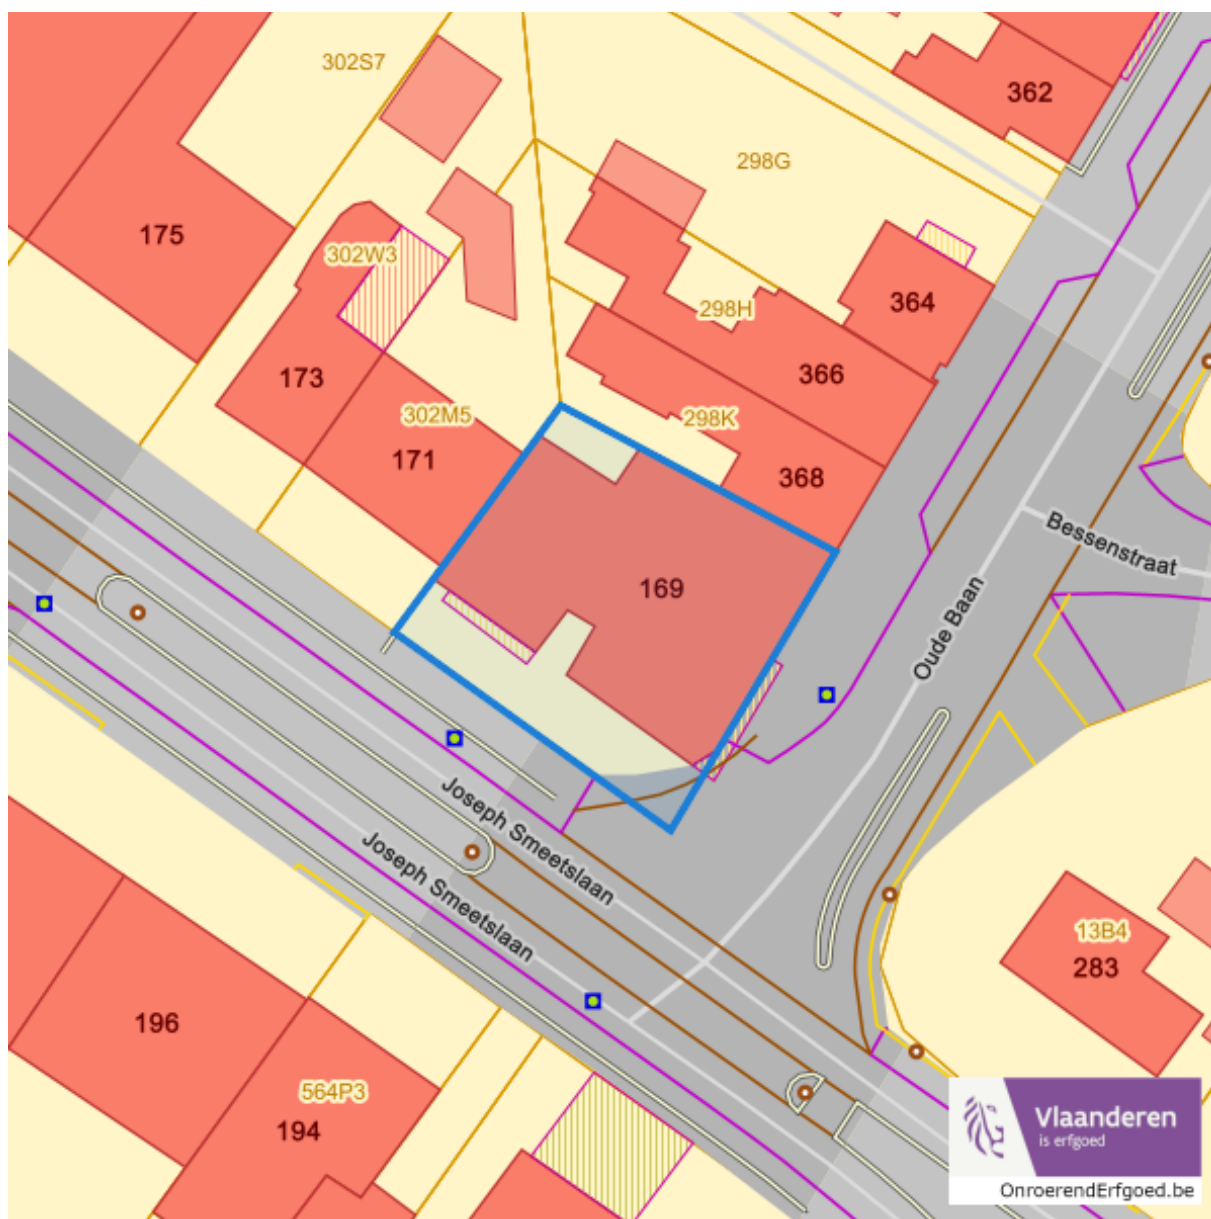 302S7
362
298G
175
302W3
298H
364
173
366
302M5
298K
171
368
169
Bessenstraat
Oude Baan
Joseph Smeetslaan
Joseph Smeetslaan
13B4
283
196
564P3
194
Vlaanderen
is erfgoed
OnroerendErfgoed.be